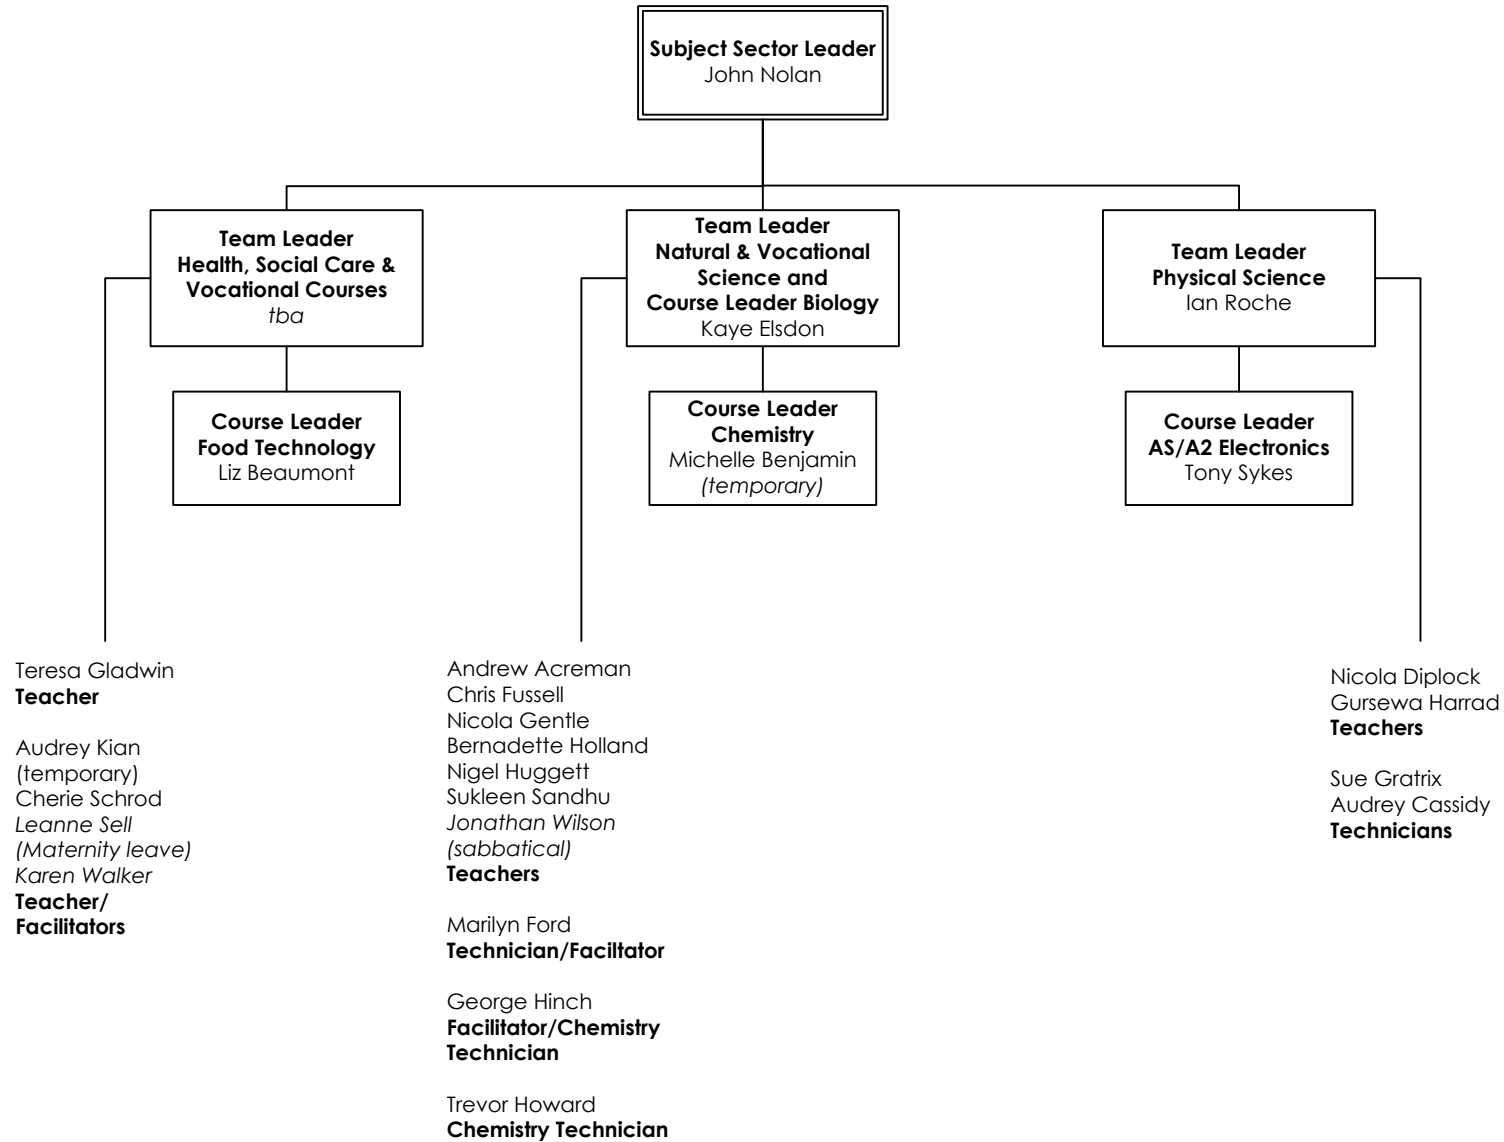 Subject Sector Leader
John Nolan
Team Leader
Health, Social Care &
Vocational Courses
tba
Team Leader
Natural & Vocational
Science and
Course Leader Biology
Kaye Elsdon
Team Leader
Physical Science
Ian Roche
Course Leader
Food Technology
Liz Beaumont
Course Leader
Chemistry
Michelle Benjamin
(temporary)
Course Leader
AS/A2 Electronics
Tony Sykes
Teresa Gladwin
Teacher
Audrey Kian
(temporary)
Cherie Schrod
Leanne Sell
(Maternity leave)
Karen Walker
Teacher/
Facilitators
Andrew Acreman
Chris Fussell
Nicola Gentle
Bernadette Holland
Nigel Huggett
Sukleen Sandhu
Jonathan Wilson
(sabbatical)
Teachers
Marilyn Ford
Technician/Faciltator
George Hinch
Facilitator/Chemistry
Technician
Trevor Howard
Chemistry Technician
Nicola Diplock
Gursewa Harrad
Teachers
Sue Gratrix
Audrey Cassidy
Technicians